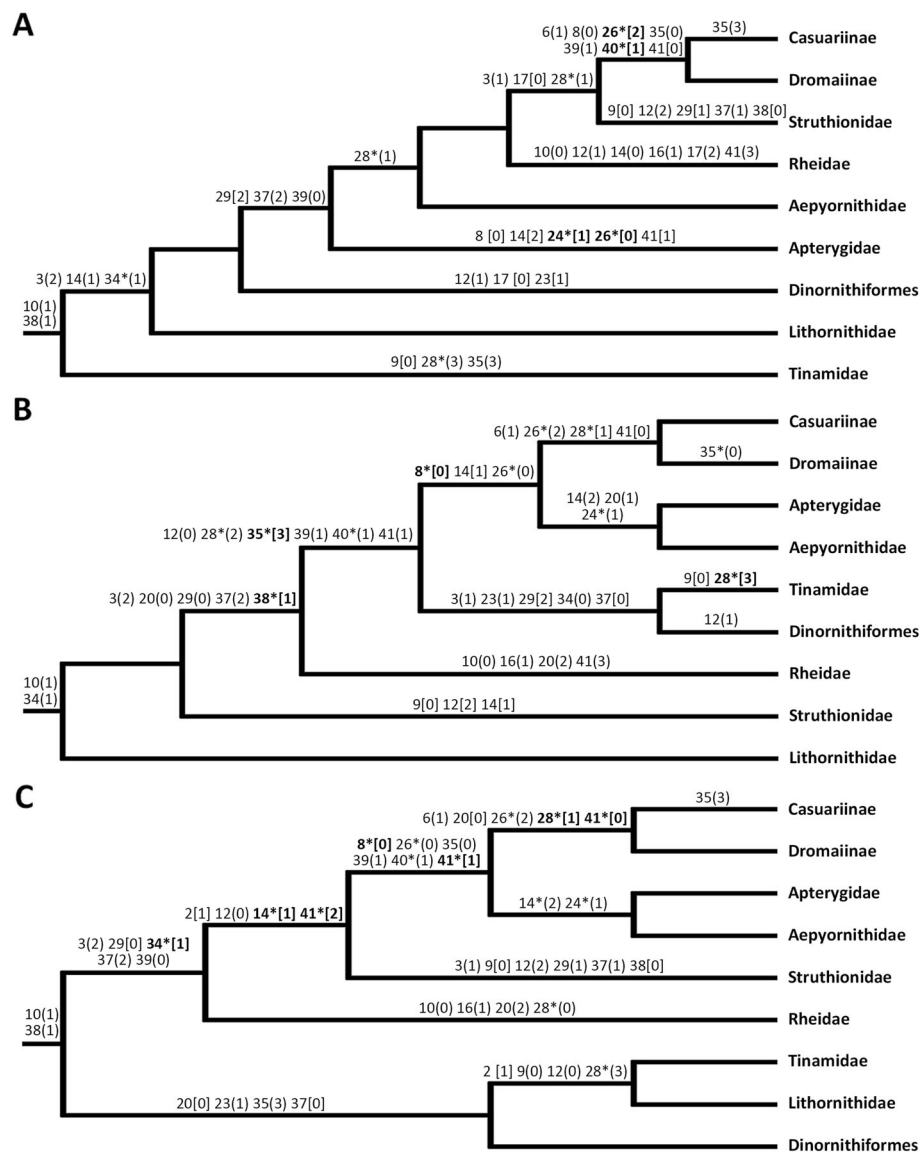 A
6(1) 8(0) 26*[2] 35(0)
39(1) 40*[1] 41[0]
35(3)
Casuariinae
Dromaiinae
3(1) 17[0] 28*(1)
9[0] 12(2) 29[1] 37(1) 38[0]
Struthionidae
10(0) 12(1) 14(0) 16(1) 17(2) 41(3)
Rheidae
28*(1)
Aepyornithidae
29[2] 37(2) 39(0)
8 [0] 14[2] 24*[1] 26*[0] 41[1]
Apterygidae
12(1) 17 [0] 23[1]
Dinornithiformes
3(2) 14(1) 34*(1)
10(1)
38(1)
Lithornithidae
9[0] 28*(3) 35(3)
Tinamidae
B
Casuariinae
6(1) 26*(2) 28*[1] 41[0]
35*(0)
Dromaiinae
8*[0] 14[1] 26*(0)
14(2) 20(1)
24*(1)
Apterygidae
Aepyornithidae
12(0) 28*(2) 35*[3] 39(1) 40*(1) 41(1)
9[0] 28*[3]
Tinamidae
3(1) 23(1) 29[2] 34(0) 37[0]
12(1)
Dinornithiformes
3(2) 20(0) 29(0) 37(2) 38*[1]
10(0) 16(1) 20(2) 41(3)
Rheidae
10(1)
34(1)
9[0] 12[2] 14[1]
Struthionidae
Lithornithidae
C
35(3)
Casuariinae
6(1) 20[0] 26*(2) 28*[1] 41*[0]
Dromaiinae
8*[0] 26*(0) 35(0)
39(1) 40*(1) 41*[1]
14*(2) 24*(1)
Apterygidae
Aepyornithidae
2[1] 12(0) 14*[1] 41*[2]
3(1) 9[0] 12(2) 29(1) 37(1) 38[0]
Struthionidae
3(2) 29[0] 34*[1]
37(2) 39(0)
10(0) 16(1) 20(2) 28*(0)
Rheidae
10(1)
38(1)
2 [1] 9(0) 12(0) 28*(3)
Tinamidae
20[0] 23(1) 35(3) 37[0]
Lithornithidae
Dinornithiformes